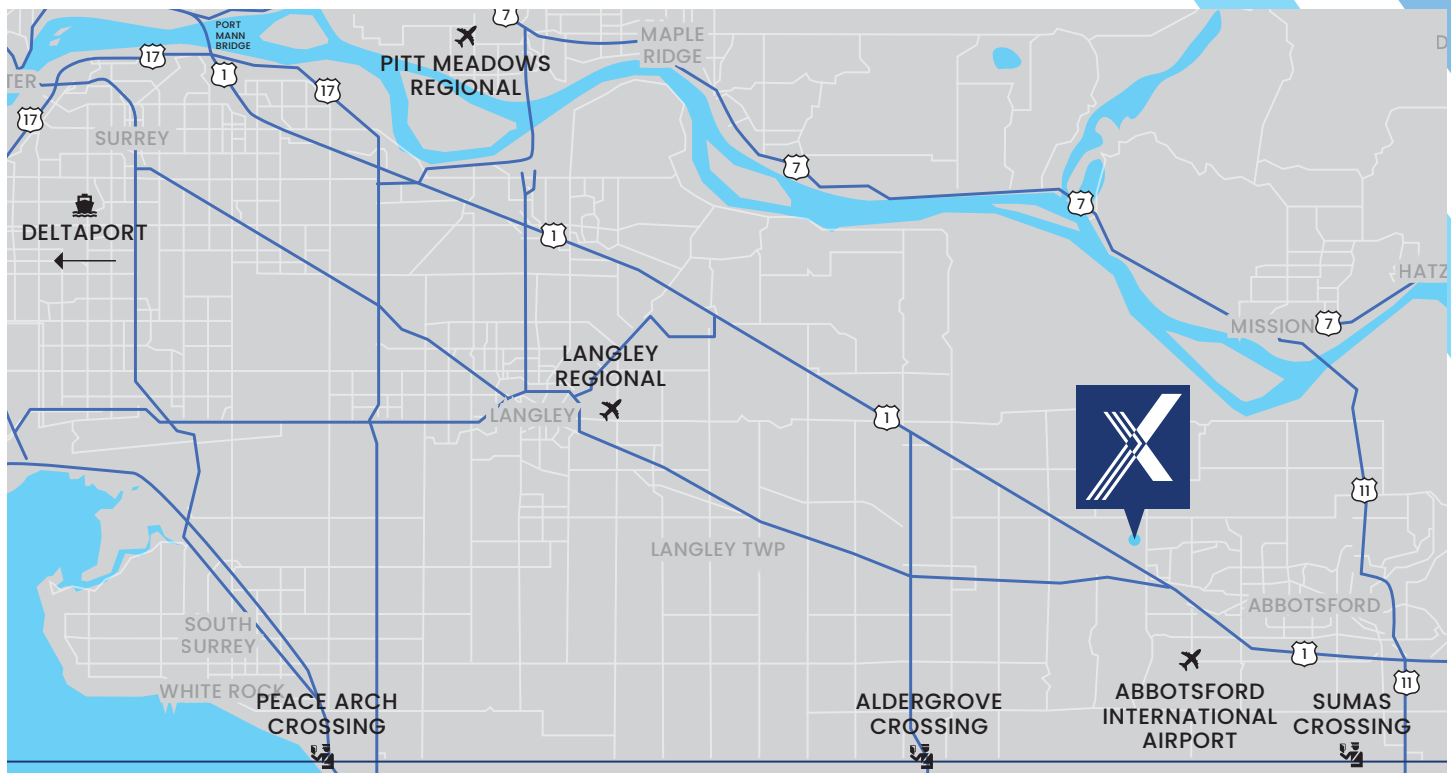 PORT
MANN
BRIDGE
7
MAPLE
RIDGE
D
17
1
17
PITT MEADOWS
REGIONAL
TER
17
SURREY
7
7
DELTAPORT
1
HATZ
MISSION
7
LANGLEY
REGIONAL
LANGLEY
1
11
LANGLEY TWP
ABBOTSFORD
SOUTH
SURREY
1
WHITE ROCK
PEACE ARCH
CROSSING
ALDERGROVE
CROSSING
ABBOTSFORD
INTERNATIONAL
AIRPORT
11
SUMAS
CROSSING